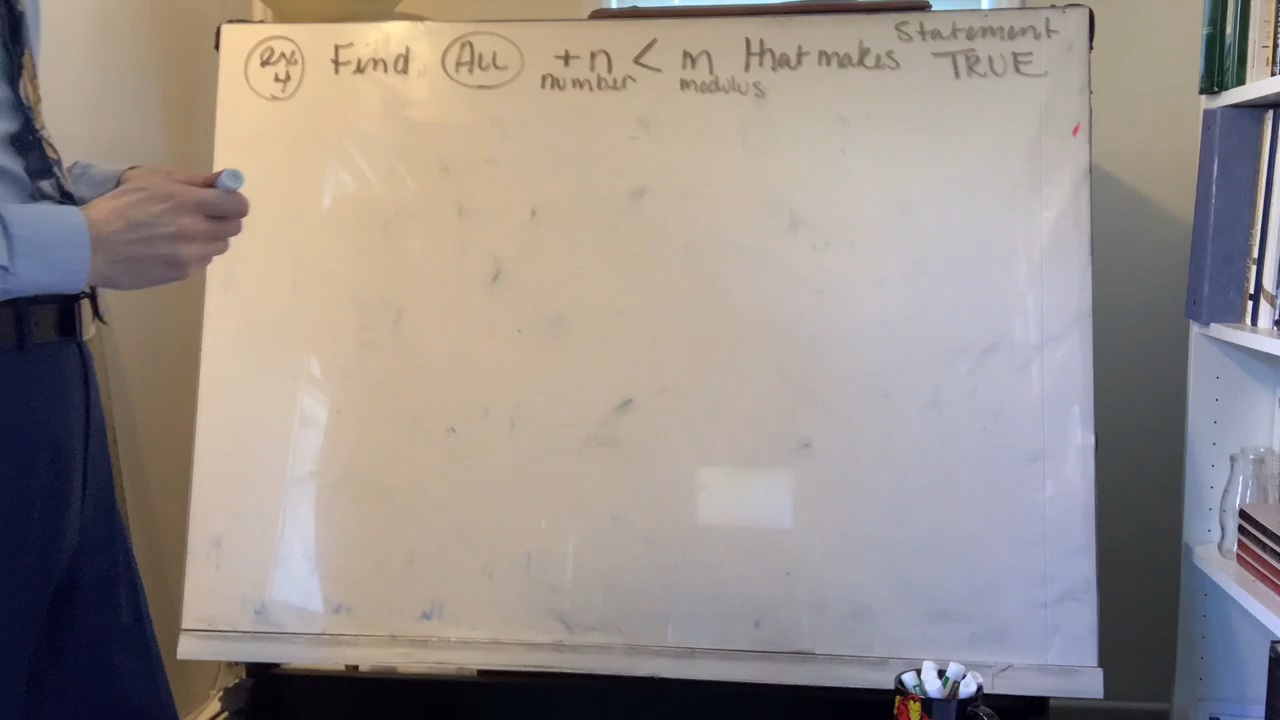 Ex 4 Find ALL +n < m that makes Statement TRUE
number modulus